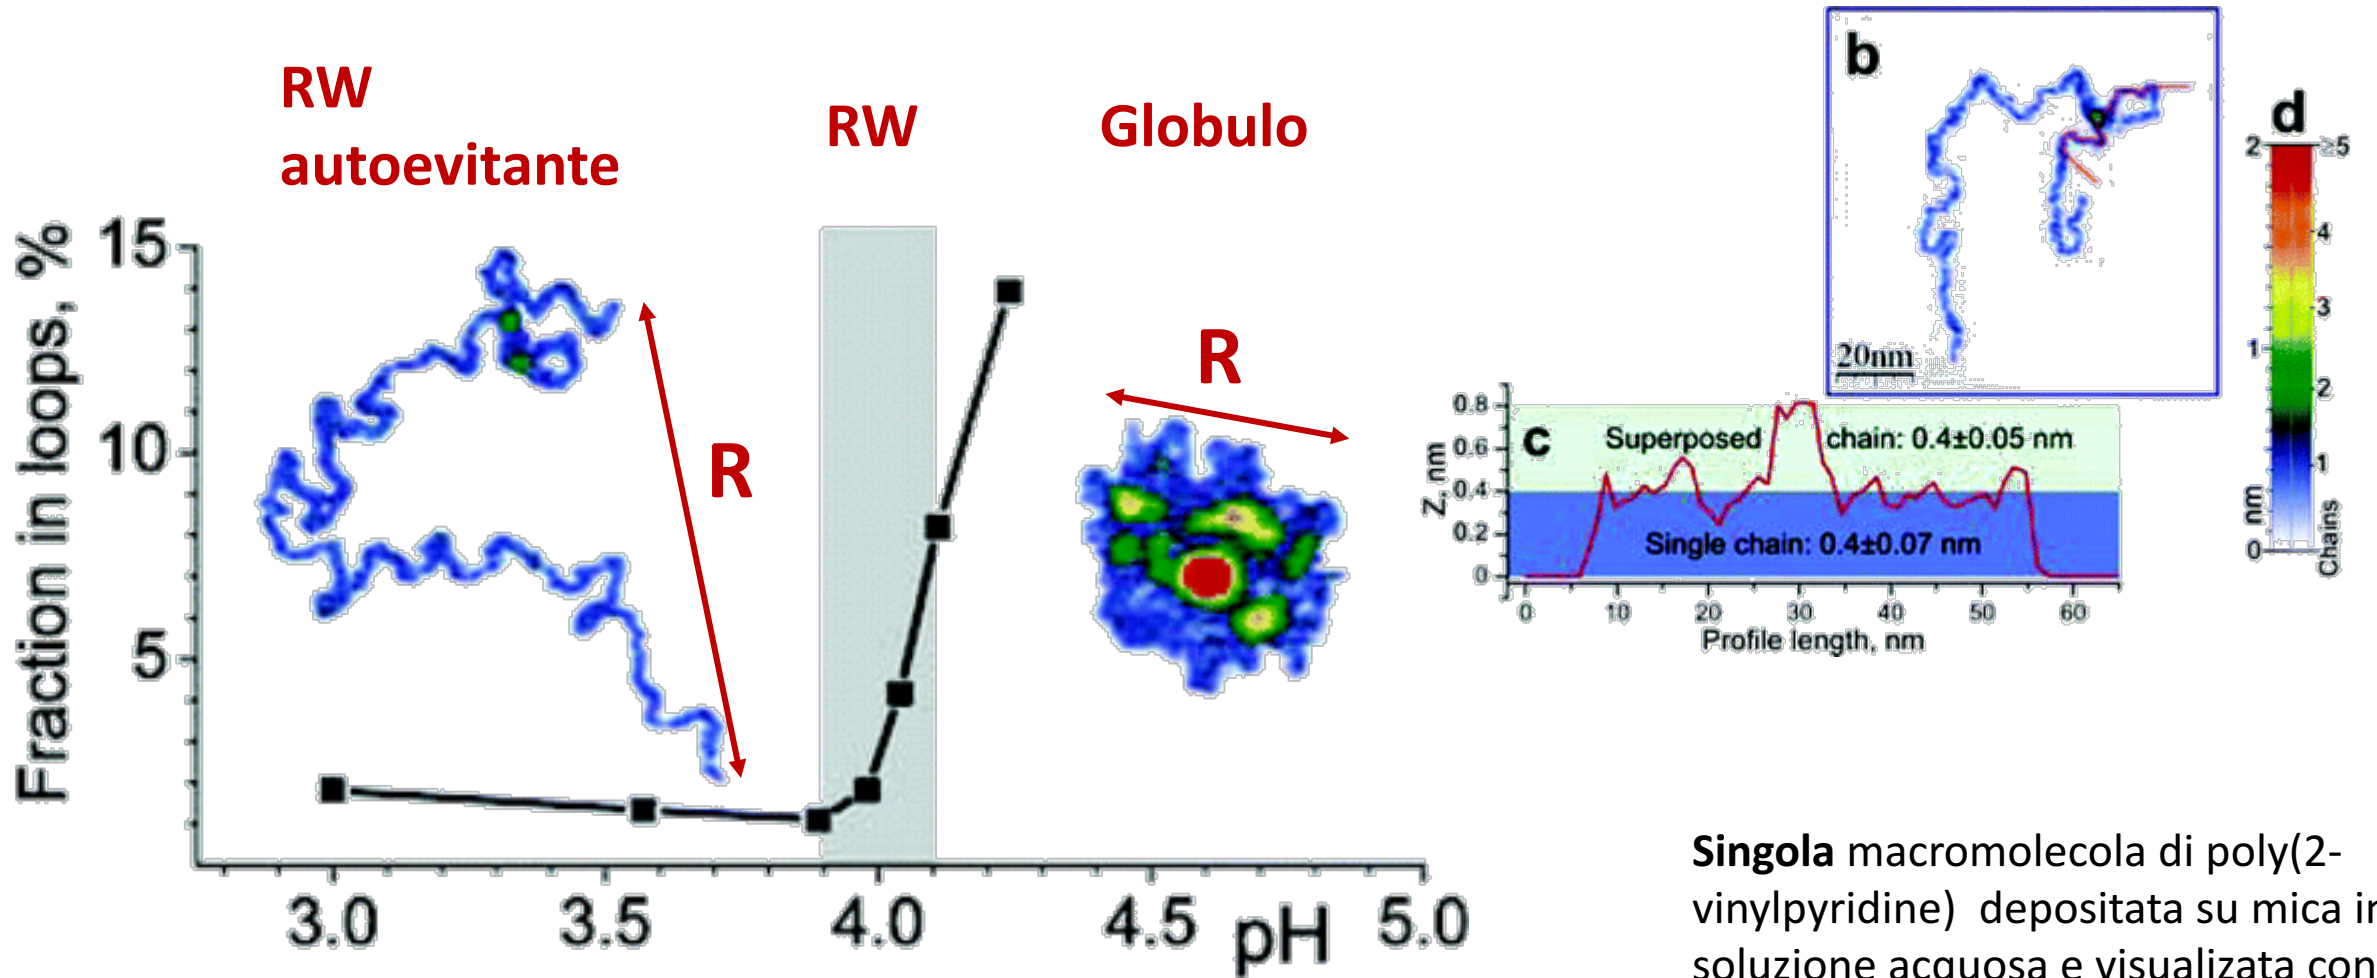 RW
autoevitante
RW
Globulo
Fraction in loops, %
15
10
5
R
R
3.0
3.5
4.0
4.5
pH
5.0
b
20nm
c
Superposed chain: 0.4±0.05 nm
Single chain: 0.4±0.07 nm
Z, nm
0.8
0.6
0.4
0.2
0
0
10
20
30
40
50
60
Profile length, nm
d
2
≥5
4
3
1
2
1
0
nm
Chains
Singola macromolecola di poly(2-
vinylpyridine) depositata su mica in
soluzione acquosa e visualizata con